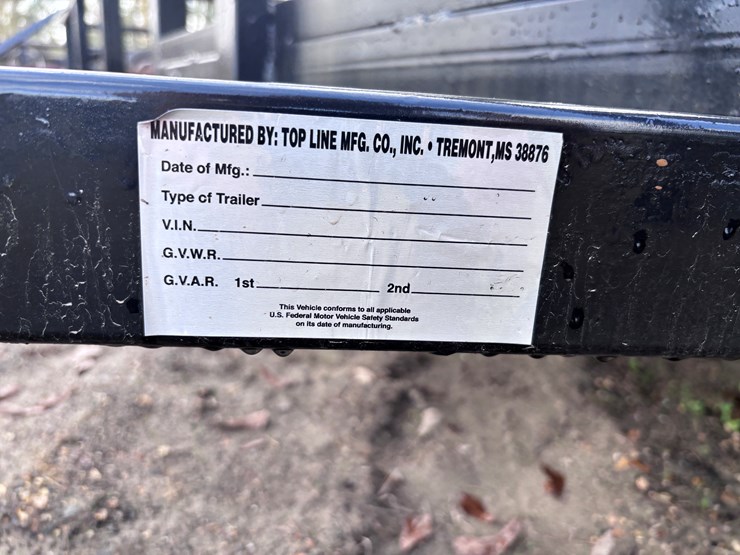 MANUFACTURED BY: TOP LINE MFG. CO., INC. • TREMONT, MS 38876
Date of Mfg.:
Type of Trailer
V.I.N.
G.V.W.R.
G.V.A.R. 1st 2nd
This Vehicle conforms to all applicable
U.S. Federal Motor Vehicle Safety Standards
on its date of manufacturing.